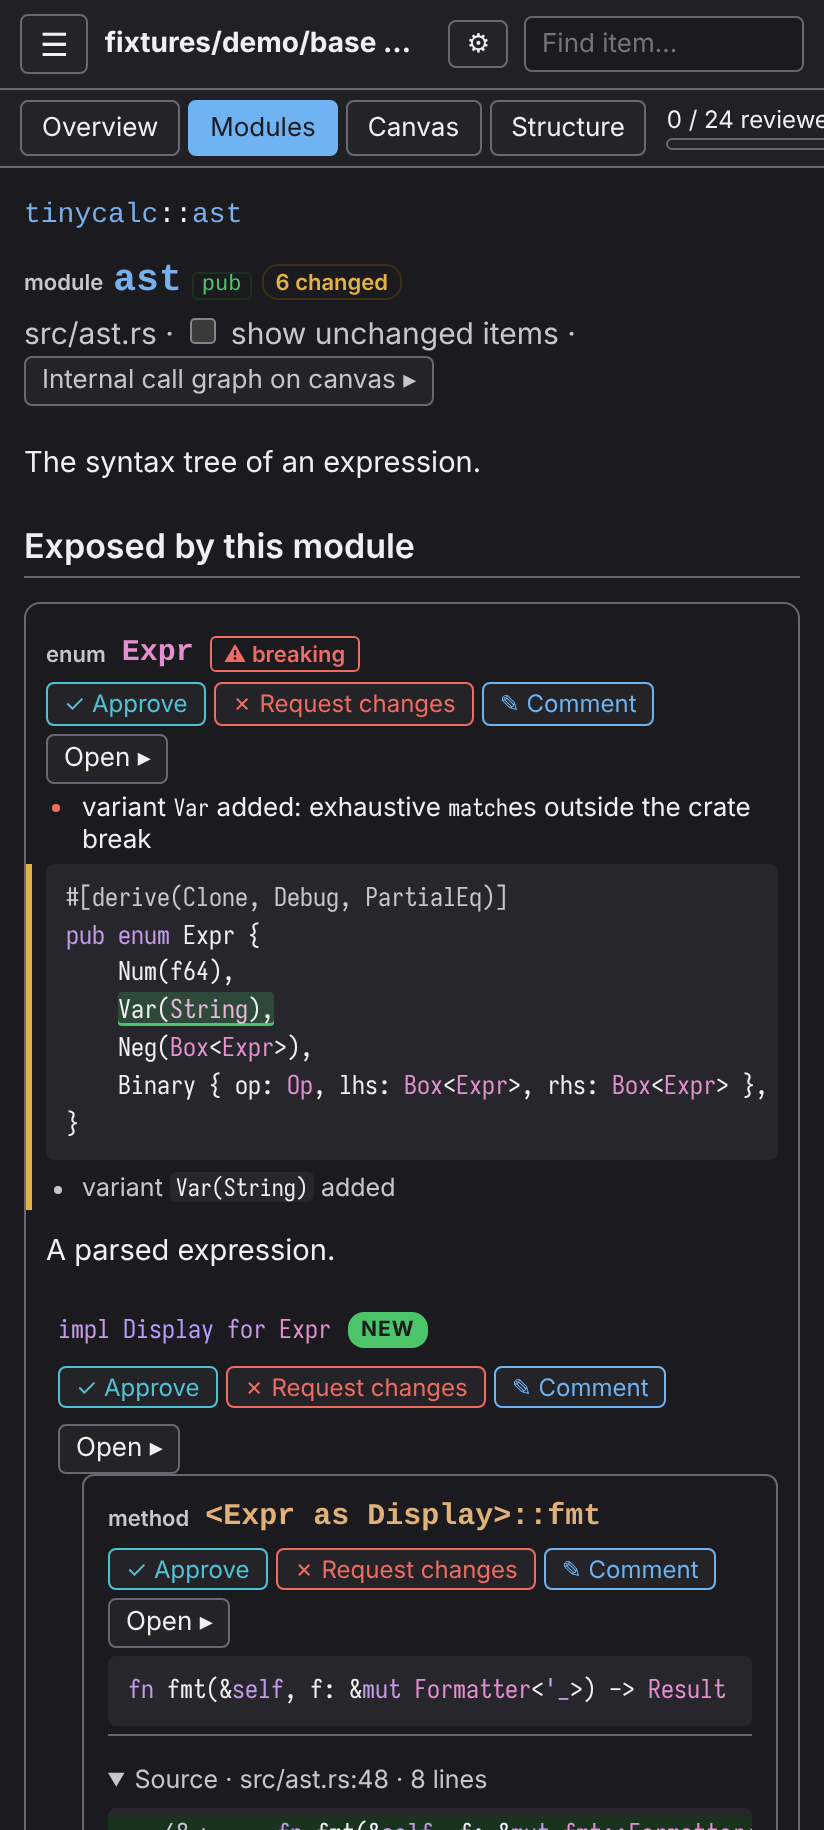 ☰ fixtures/demo/base ... ⚙ Find item...
Overview Modules Canvas Structure 0 / 24 reviewe
tinycalc::ast
module ast pub 6 changed
src/ast.rs · show unchanged items ·
Internal call graph on canvas ▸
The syntax tree of an expression.
Exposed by this module
enum Expr ⚠ breaking
✓ Approve × Request changes ✎ Comment
Open ▸
• variant Var added: exhaustive matches outside the crate
break
#[derive(Clone, Debug, PartialEq)]
pub enum Expr {
    Num(f64),
    Var(String),
    Neg(Box<Expr>),
    Binary { op: Op, lhs: Box<Expr>, rhs: Box<Expr> },
}
• variant Var(String) added
A parsed expression.
impl Display for Expr NEW
✓ Approve × Request changes ✎ Comment
Open ▸
method <Expr as Display>::fmt
✓ Approve × Request changes ✎ Comment
Open ▸
fn fmt(&self, f: &mut Formatter<'_>) -> Result
▼ Source · src/ast.rs:48 · 8 lines
fn fmt(&self, f: &mut fmt::Formatter